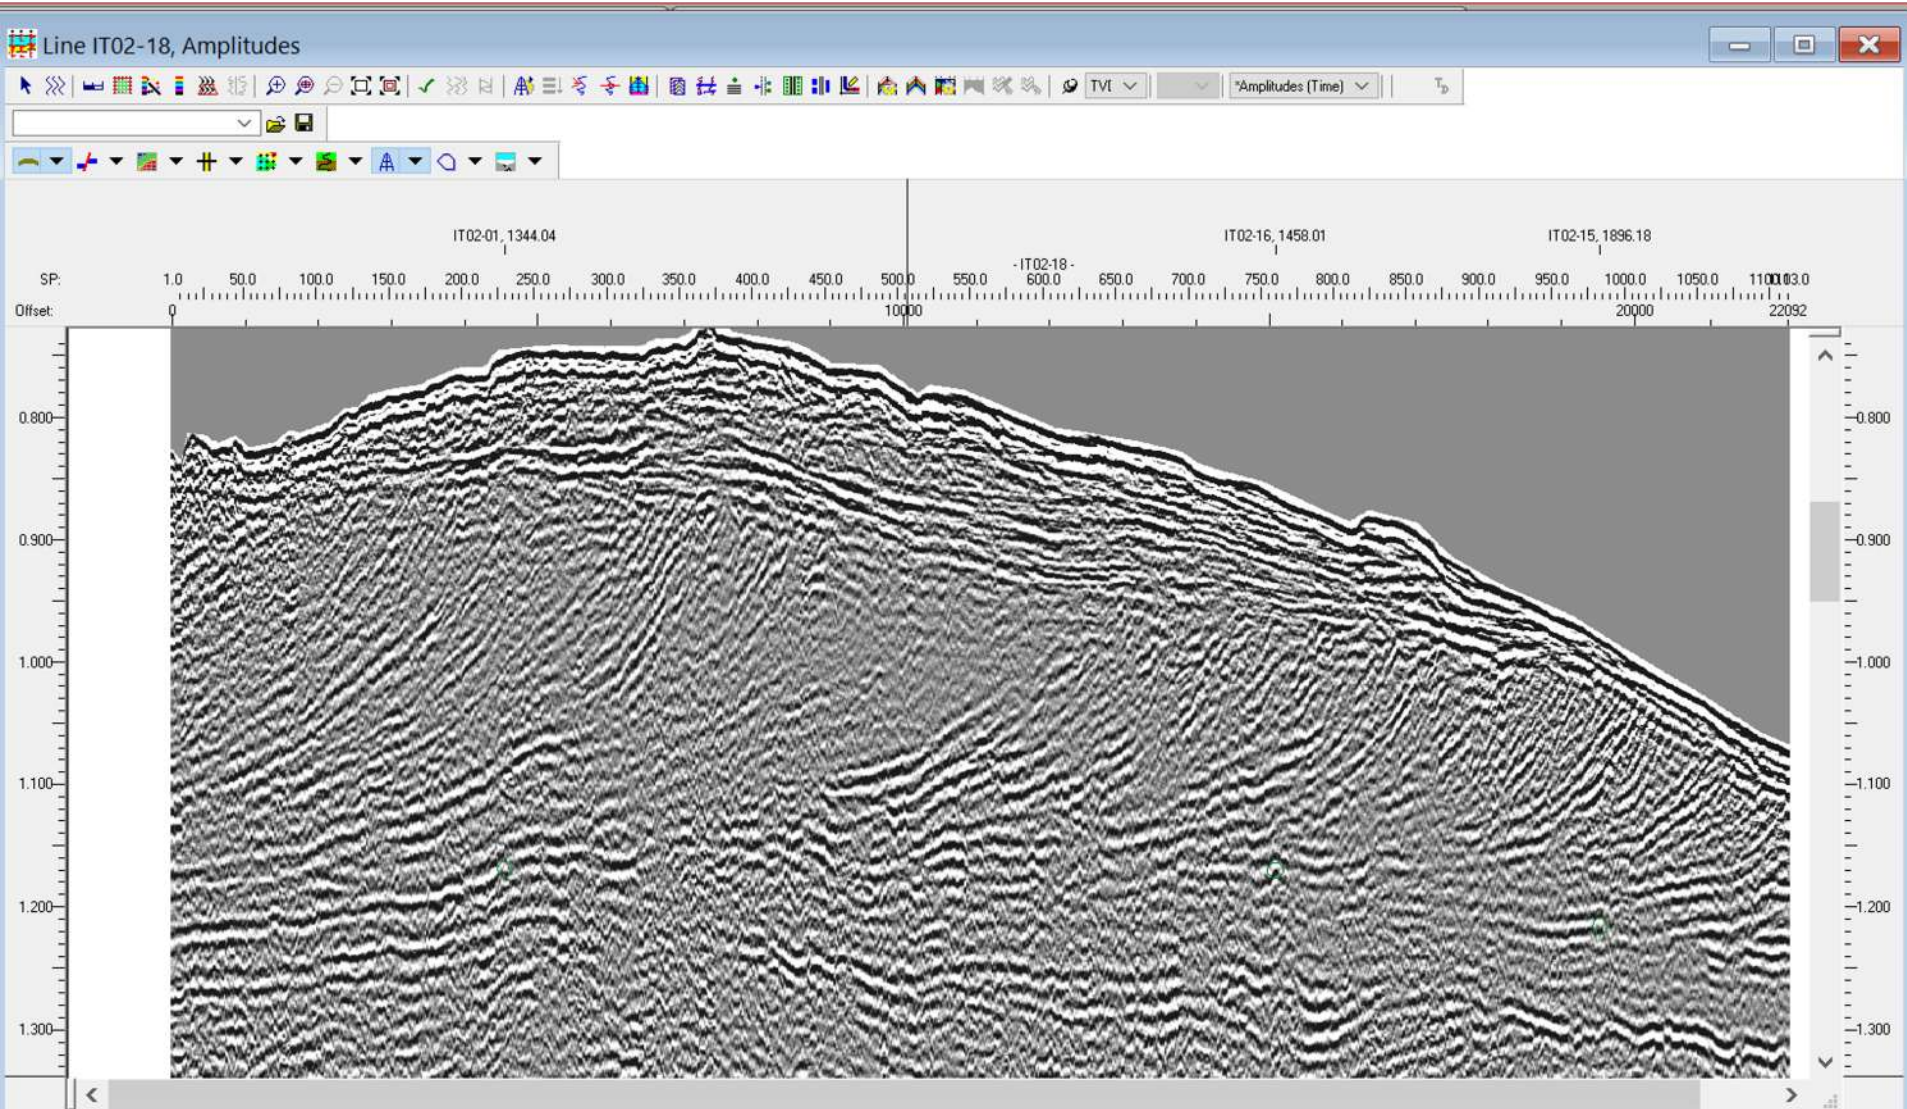 Line IT02-18, Amplitudes
TVI *Amplitudes (Time) TD
IT02-01, 1344.04 IT02-16, 1458.01 IT02-15, 1896.18
- IT02-18 -
SP: 1.0 50.0 100.0 150.0 200.0 250.0 300.0 350.0 400.0 450.0 500.0 550.0 600.0 650.0 700.0 750.0 800.0 850.0 900.0 950.0 1000.0 1050.0 1100.0 1103.0
Offset: 0 10000 20000 22092
0.800 0.800
0.900 0.900
1.000 1.000
1.100 1.100
1.200 1.200
1.300 1.300